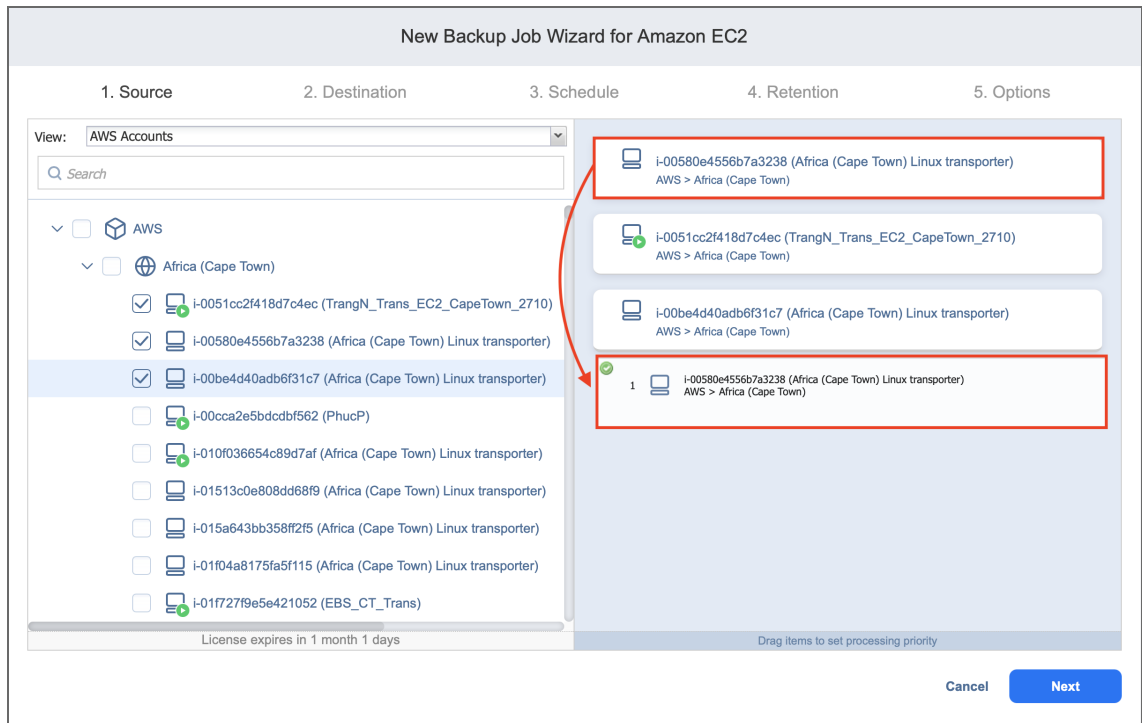 New Backup Job Wizard for Amazon EC2
1. Source
2. Destination
3. Schedule
4. Retention
5. Options
View: AWS Accounts
Search
AWS
Africa (Cape Town)
i-0051cc2f418d7c4ec (TrangN_Trans_EC2_CapeTown_2710)
i-00580e4556b7a3238 (Africa (Cape Town) Linux transporter)
i-00be4d40adb6f31c7 (Africa (Cape Town) Linux transporter)
i-00cca2e5bdcdbf562 (PhucP)
i-010f036654c89d7af (Africa (Cape Town) Linux transporter)
i-01513c0e808dd68f9 (Africa (Cape Town) Linux transporter)
i-015a643bb358ff2f5 (Africa (Cape Town) Linux transporter)
i-01f04a8175fa5f115 (Africa (Cape Town) Linux transporter)
i-01f727f9e5e421052 (EBS_CT_Trans)
License expires in 1 month 1 days
i-00580e4556b7a3238 (Africa (Cape Town) Linux transporter)
AWS > Africa (Cape Town)
i-0051cc2f418d7c4ec (TrangN_Trans_EC2_CapeTown_2710)
AWS > Africa (Cape Town)
i-00be4d40adb6f31c7 (Africa (Cape Town) Linux transporter)
AWS > Africa (Cape Town)
1
i-00580e4556b7a3238 (Africa (Cape Town) Linux transporter)
AWS > Africa (Cape Town)
Drag items to set processing priority
Cancel
Next